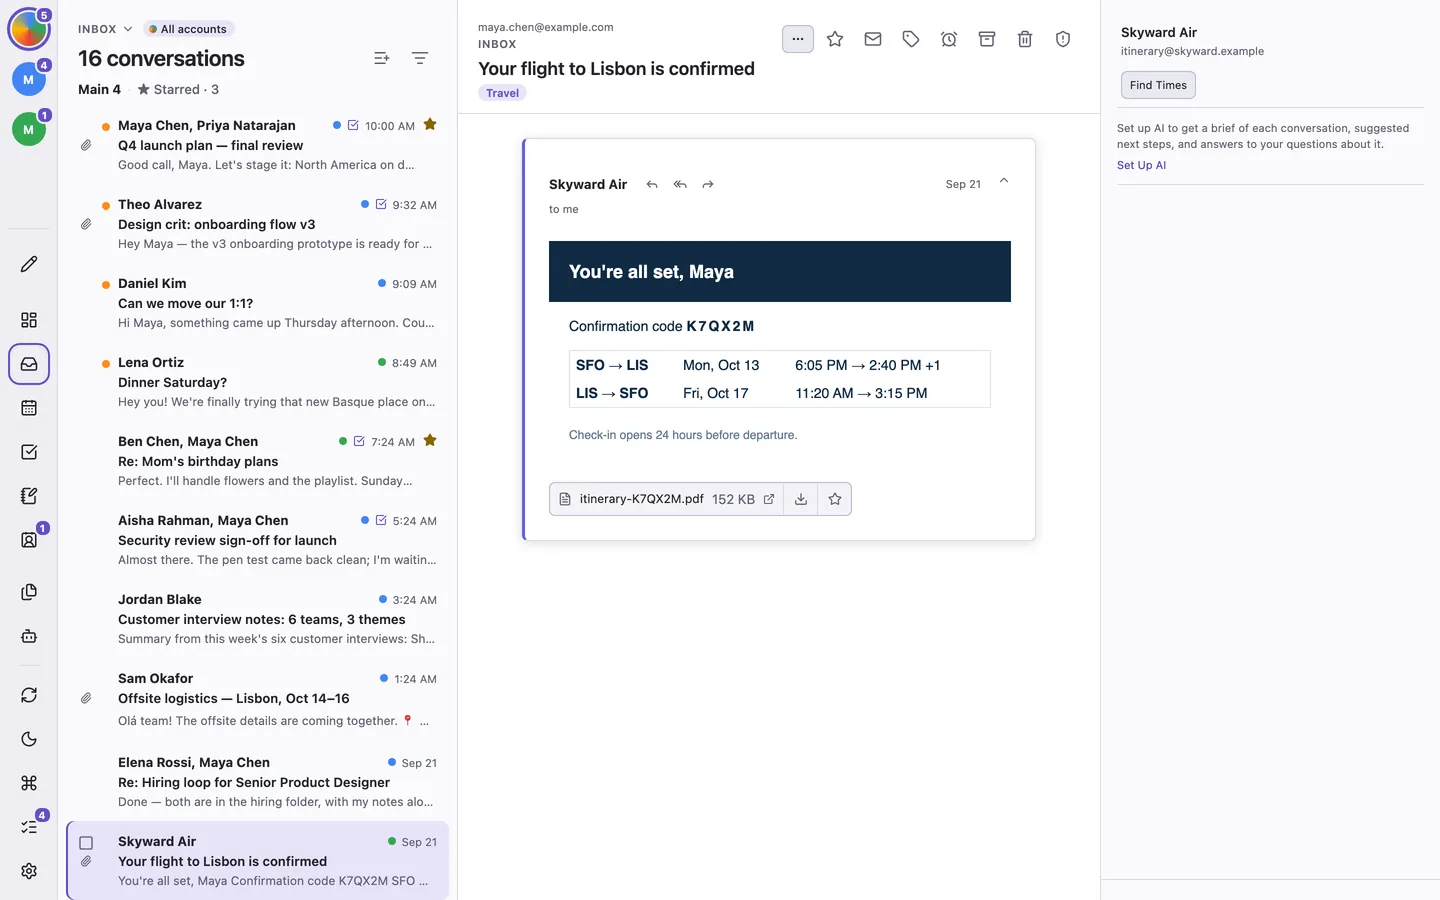 5
M
4
M
1
1
4
INBOX
All accounts
16 conversations
Main 4 · Starred · 3
Maya Chen, Priya Natarajan
10:00 AM
Q4 launch plan — final review
Good call, Maya. Let's stage it: North America on d…
Theo Alvarez
9:32 AM
Design crit: onboarding flow v3
Hey Maya — the v3 onboarding prototype is ready for …
Daniel Kim
9:09 AM
Can we move our 1:1?
Hi Maya, something came up Thursday afternoon. Cou…
Lena Ortiz
8:49 AM
Dinner Saturday?
Hey you! We're finally trying that new Basque place on…
Ben Chen, Maya Chen
7:24 AM
Re: Mom's birthday plans
Perfect. I'll handle flowers and the playlist. Sunday…
Aisha Rahman, Maya Chen
5:24 AM
Security review sign-off for launch
Almost there. The pen test came back clean; I'm waitin…
Jordan Blake
3:24 AM
Customer interview notes: 6 teams, 3 themes
Summary from this week's six customer interviews: Sh…
Sam Okafor
1:24 AM
Offsite logistics — Lisbon, Oct 14–16
Olá team! The offsite details are coming together. 📍 …
Elena Rossi, Maya Chen
Sep 21
Re: Hiring loop for Senior Product Designer
Done — both are in the hiring folder, with my notes alo…
Skyward Air
Sep 21
Your flight to Lisbon is confirmed
You're all set, Maya Confirmation code K7QX2M SFO …
maya.chen@example.com
INBOX
Your flight to Lisbon is confirmed
Travel
Skyward Air
Sep 21
to me
You're all set, Maya
Confirmation code K7QX2M
SFO → LIS Mon, Oct 13 6:05 PM → 2:40 PM +1
LIS → SFO Fri, Oct 17 11:20 AM → 3:15 PM
Check-in opens 24 hours before departure.
itinerary-K7QX2M.pdf 152 KB
Skyward Air
itinerary@skyward.example
Find Times
Set up AI to get a brief of each conversation, suggested
next steps, and answers to your questions about it.
Set Up AI